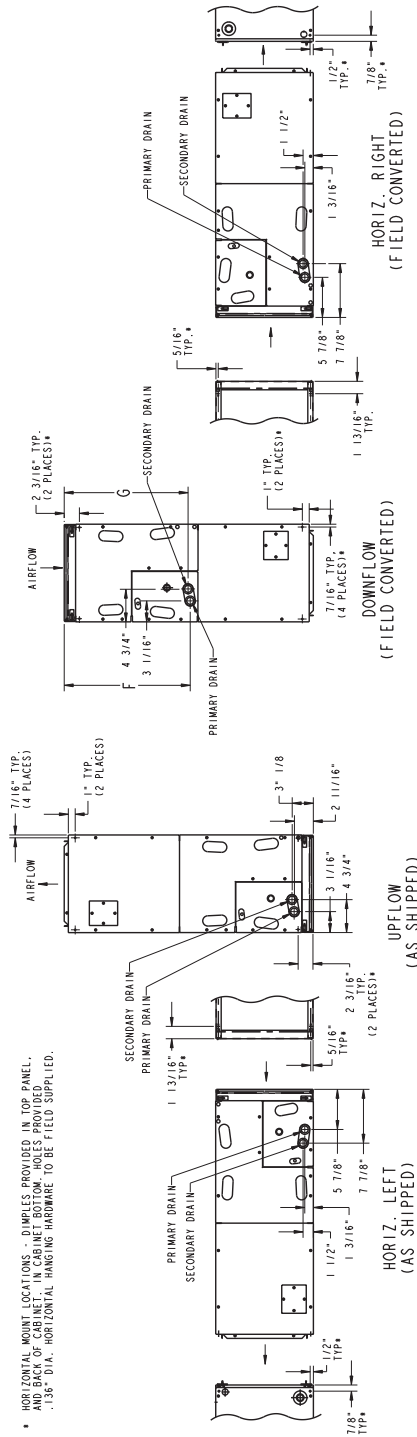 * HORIZONTAL MOUNT LOCATIONS - DIMPLES PROVIDED IN TOP PANEL,
AND BACK OF CABINET. IN CABINET BOTTOM, HOLES PROVIDED
.136" DIA. HORIZONTAL HANGING HARDWARE TO BE FIELD SUPPLIED.
7/8"
TYP*
1/2"
TYP*
PRIMARY DRAIN
SECONDARY DRAIN
1 1/2"
1 3/16"
5 7/8"
7 7/8"
HORIZ. LEFT
(AS SHIPPED)
1 13/16"
TYP*
5/16"
TYP*
SECONDARY DRAIN
PRIMARY DRAIN
AIRFLOW
7/16" TYP.
(4 PLACES)
1" TYP.
(2 PLACES)
3" 1/8
2 11/16"
3 1/16"
4 3/4"
2 3/16"
TYP.
(2 PLACES)*
UPFLOW
(AS SHIPPED)
AIRFLOW
2 3/16" TYP.
(2 PLACES)*
F
G
4 3/4"
3 1/16"
PRIMARY DRAIN
SECONDARY DRAIN
1" TYP.
(2 PLACES)*
7/16" TYP,
(4 PLACES)*
DOWNFLOW
(FIELD CONVERTED)
5/16"
TYP.*
1 13/16"
TYP.
PRIMARY DRAIN
SECONDARY DRAIN
1 1/2"
1 3/16"
5 7/8"
7 7/8"
1/2"
TYP.*
7/8"
TYP.*
HORIZ. RIGHT
(FIELD CONVERTED)